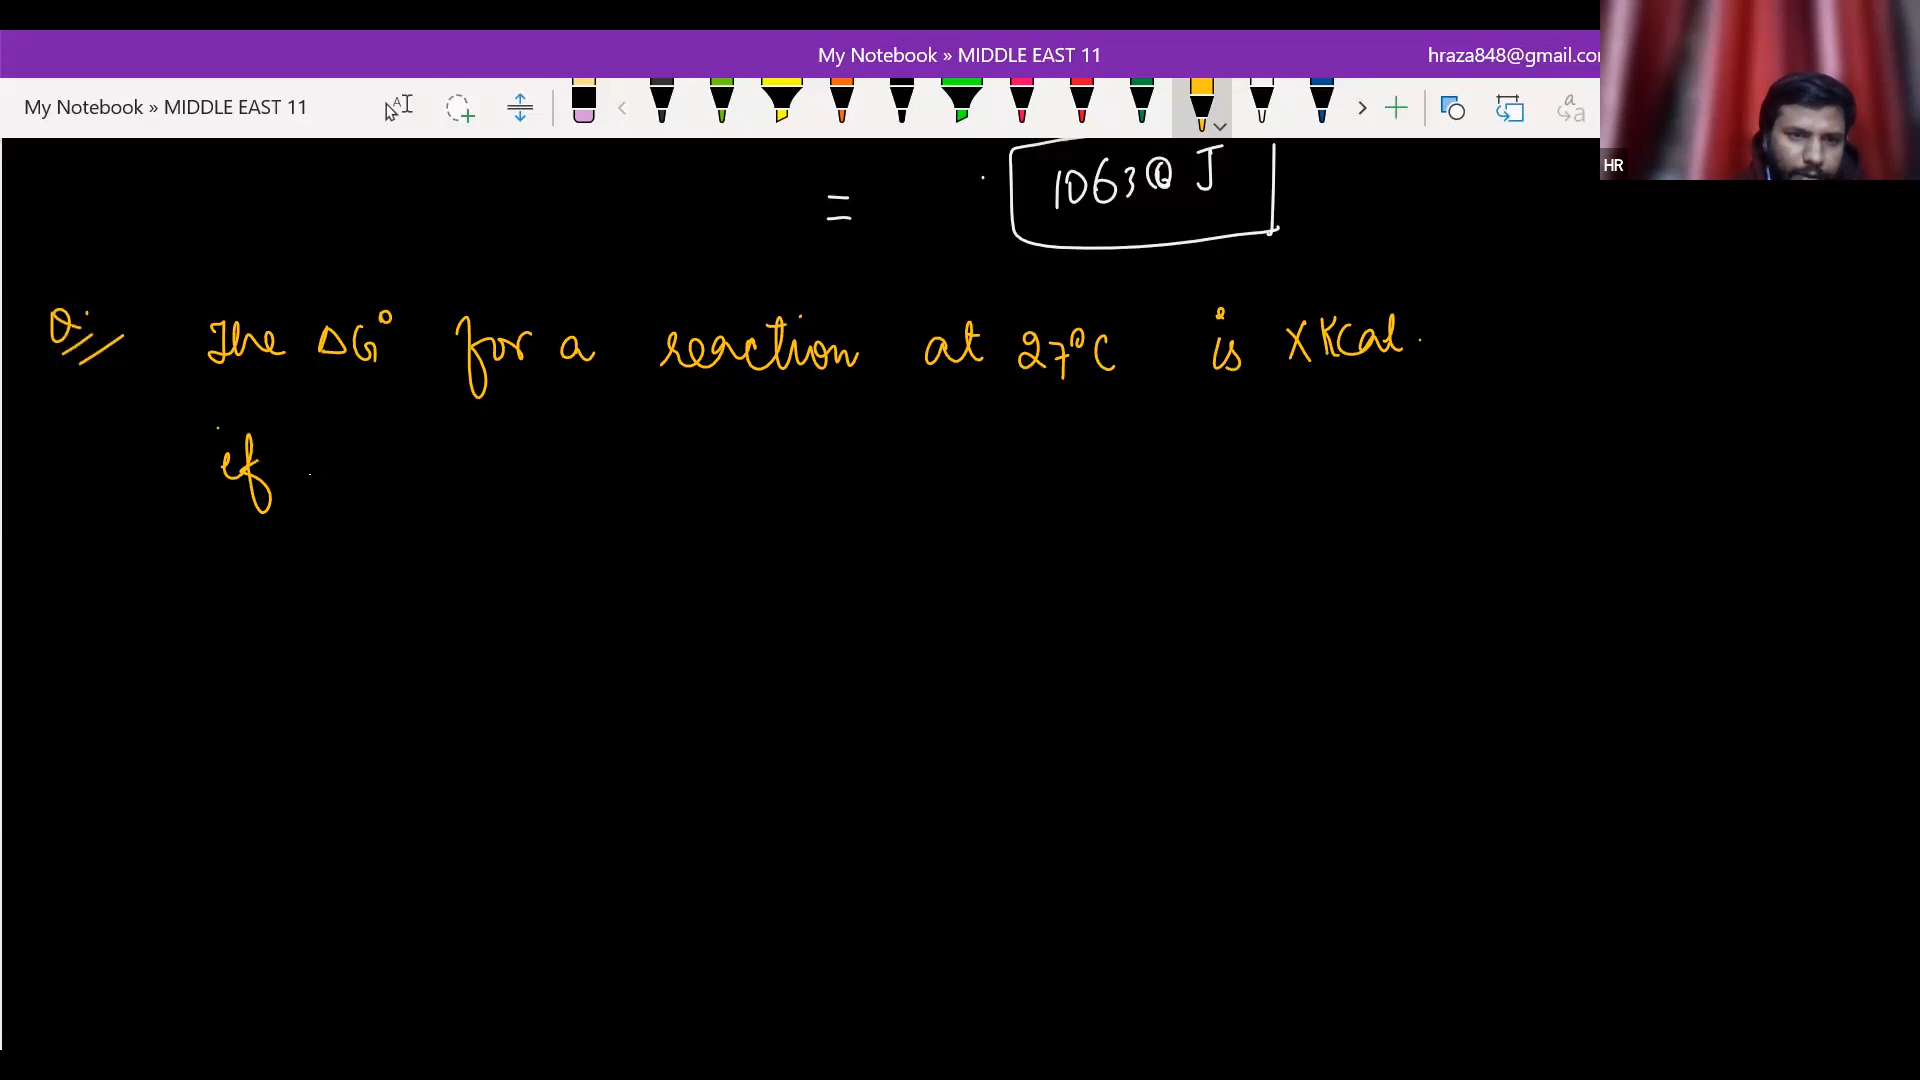 My Notebook » MIDDLE EAST 11
hraza848@gmail.co
My Notebook » MIDDLE EAST 11
HR
= J
Q. The ΔG° for a reaction at 27°C is X Kcal.
if